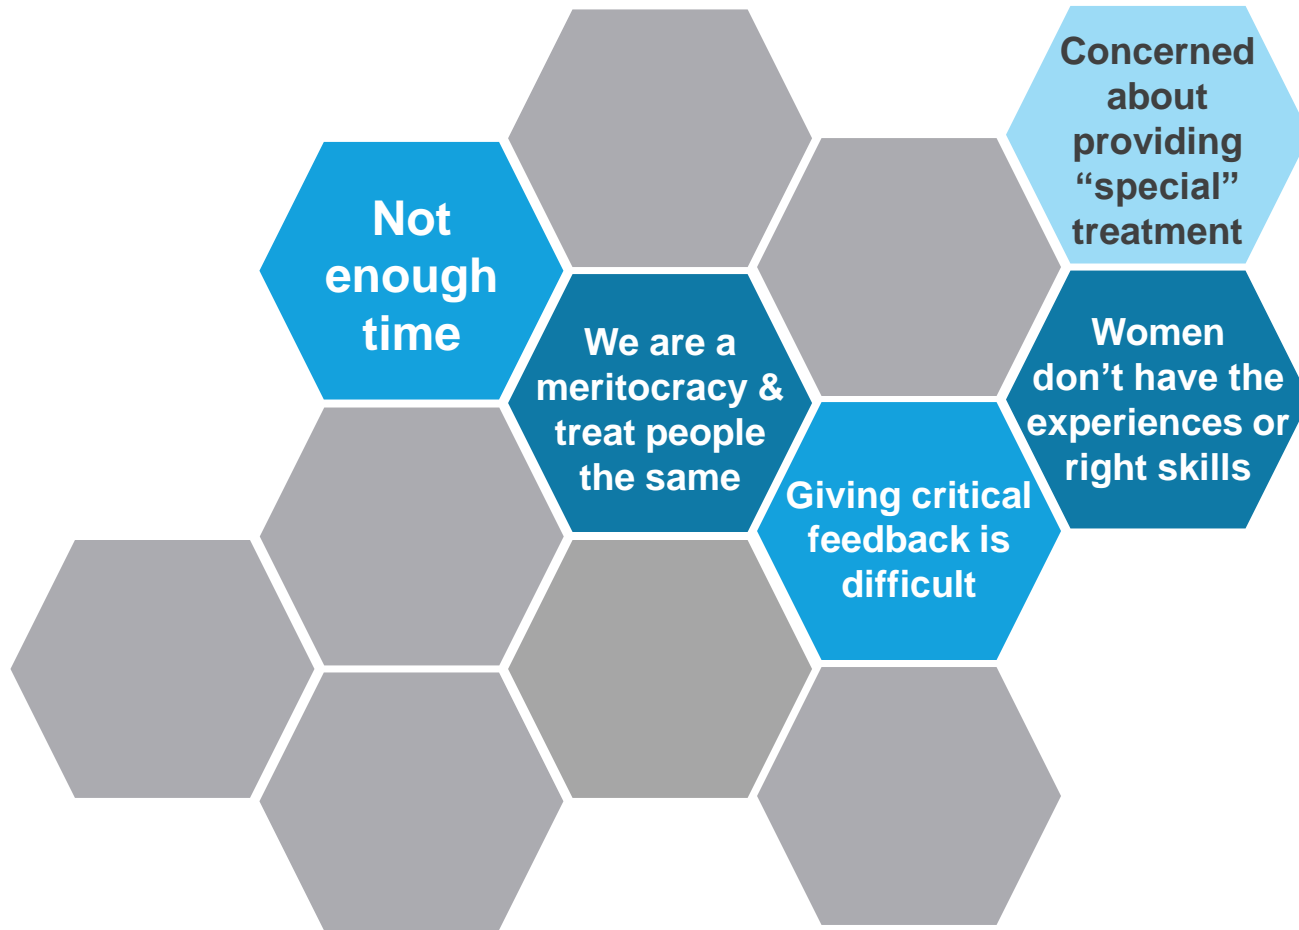 Not
enough
time
We are a
meritocracy &
treat people
the same
Giving critical
feedback is
difficult
Concerned
about
providing
“special”
treatment
Women
don’t have the
experiences or
right skills